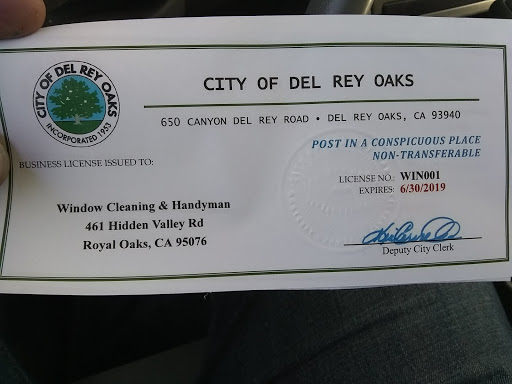 CITY OF DEL REY OAKS
INCORPORATED 1953
CITY OF DEL REY OAKS
650 CANYON DEL REY ROAD • DEL REY OAKS, CA 93940
POST IN A CONSPICUOUS PLACE
NON-TRANSFERABLE
BUSINESS LICENSE ISSUED TO:
LICENSE NO.: WIN001
EXPIRES: 6/30/2019
Window Cleaning & Handyman
461 Hidden Valley Rd
Royal Oaks, CA 95076
Deputy City Clerk